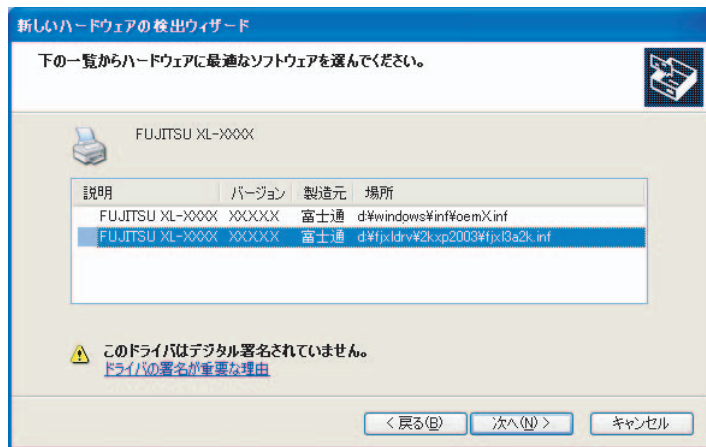 新しいハードウェアの検出ウィザード
下の一覧からハードウェアに最適なソフトウェアを選んでください。
FUJITSU XL-XXXX
説明 バージョン 製造元 場所
FUJITSU XL-XXXX XXXXX 富士通 d:¥windows¥inf¥oemX.inf
FUJITSU XL-XXXX XXXXX 富士通 d:¥fjxldrv¥2kxp2003¥fjxl3a2k.inf
このドライバはデジタル署名されていません。
ドライバの署名が重要な理由
< 戻る(B) 次へ(N) > キャンセル